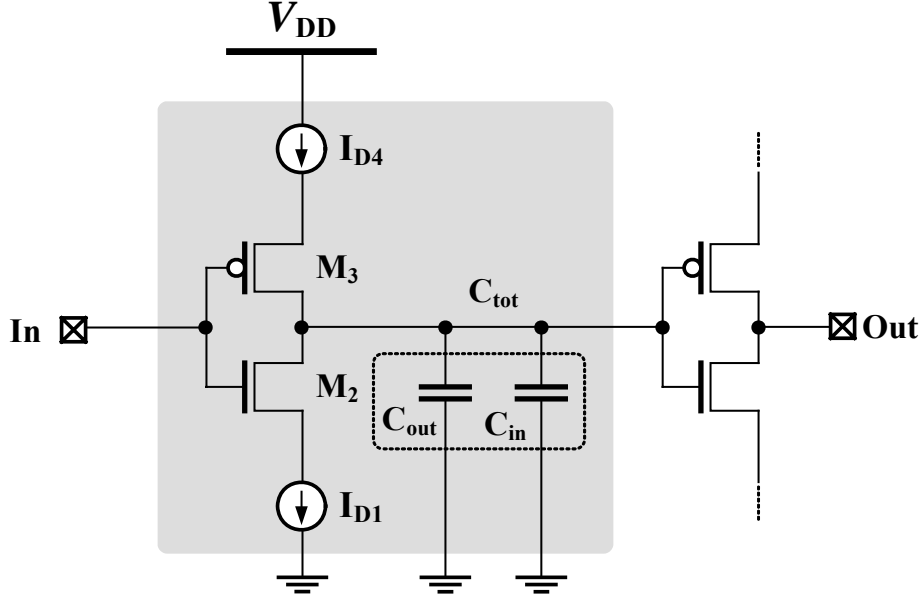 VDD
ID4
M3
Ctot
In
Out
M2
Cout
Cin
ID1